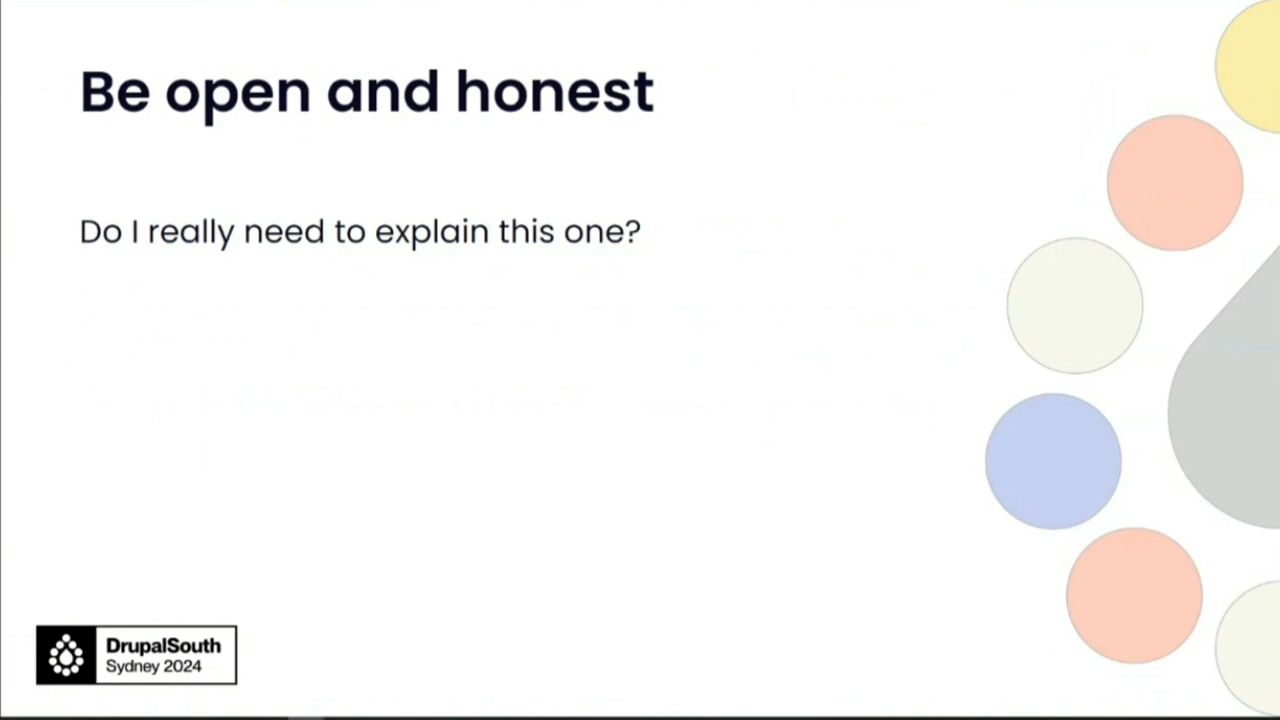 Be open and honest
Do I really need to explain this one?
DrupalSouth
Sydney 2024